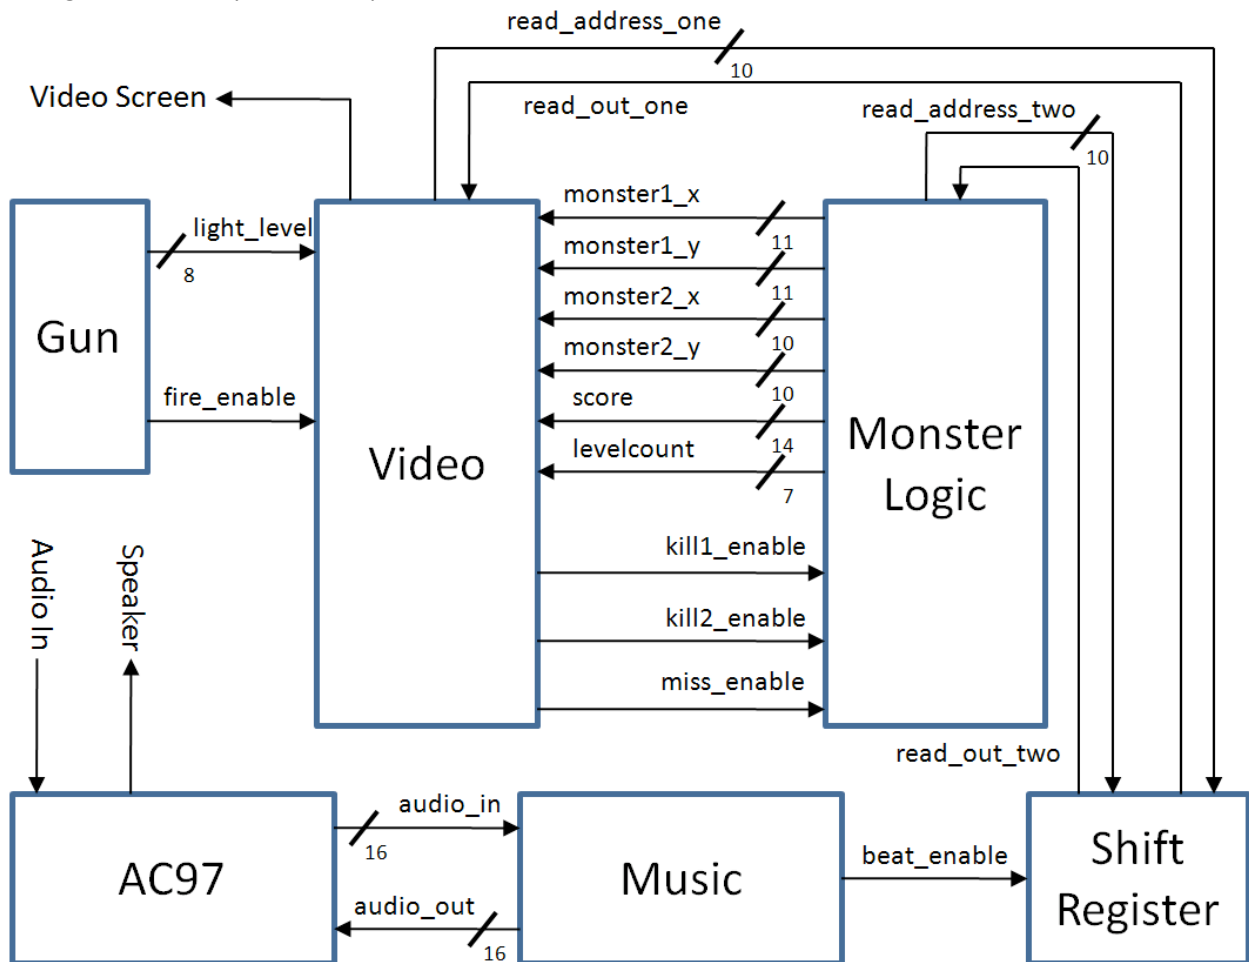 read_address_one
10
Video Screen
read_out_one
read_address_two
10
monster1_x
11
light_level
8
monster1_y
11
monster2_x
10
Gun
monster2_y
10
fire_enable
score
14
Video
levelcount
7
Monster
Logic
kill1_enable
Audio In
Speaker
kill2_enable
miss_enable
read_out_two
audio_in
16
AC97
Music
beat_enable
Shift
Register
audio_out
16